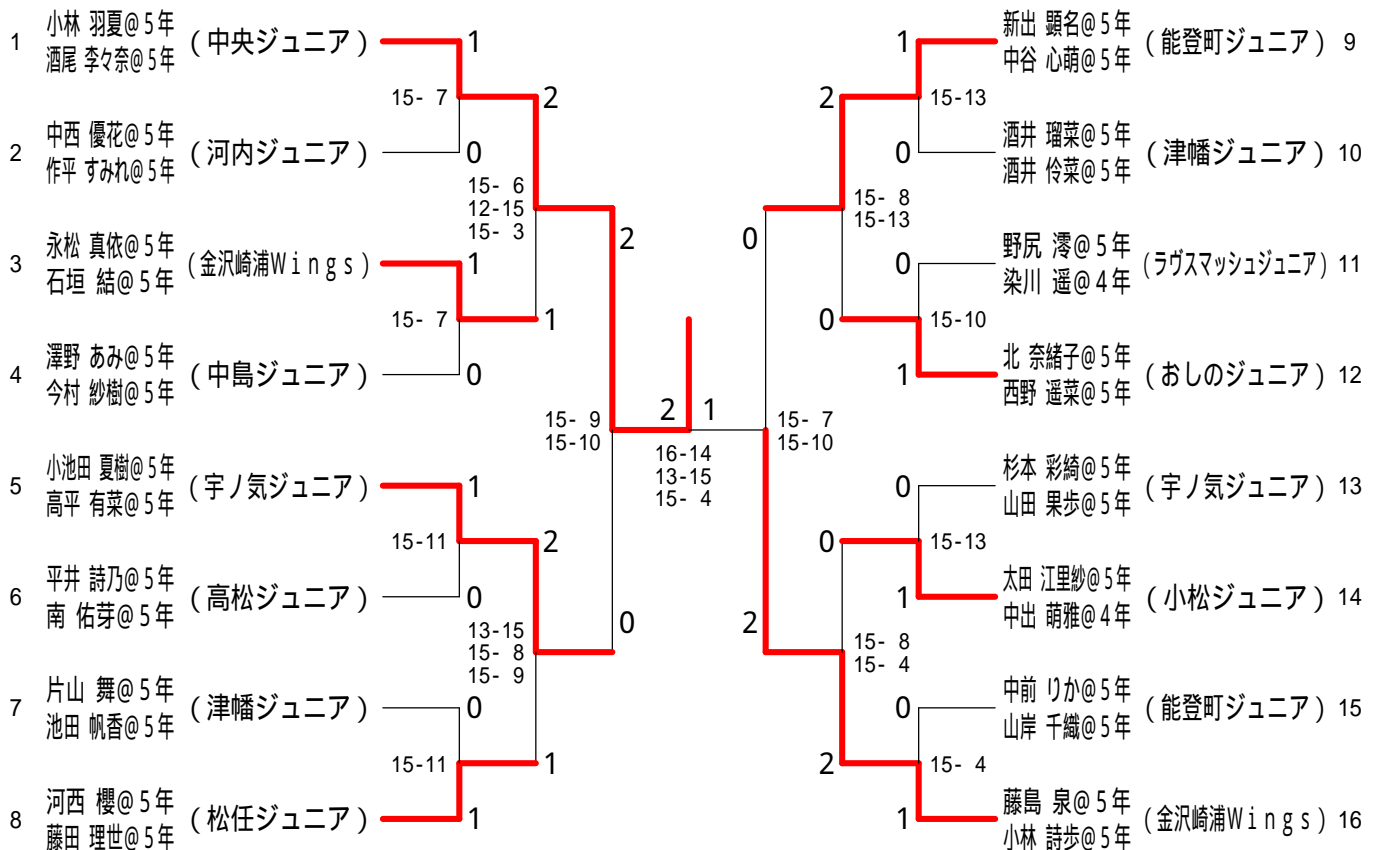 1
小林 羽夏@5年
酒尾 李々奈@5年
(中央ジュニア)
1
15- 7
2
中西 優花@5年
作平 すみれ@5年
(河内ジュニア)
0
2
15- 6
12-15
15- 3
3
永松 真依@5年
石垣 結@5年
(金沢崎浦Wings)
1
15- 7
4
澤野 あみ@5年
今村 紗樹@5年
(中島ジュニア)
0
1
2
15- 9
15-10
5
小池田 夏樹@5年
高平 有菜@5年
(宇ノ気ジュニア)
1
15-11
6
平井 詩乃@5年
南 佑芽@5年
(高松ジュニア)
0
2
13-15
15- 8
15- 9
7
片山 舞@5年
池田 帆香@5年
(津幡ジュニア)
0
15-11
8
河西 櫻@5年
藤田 理世@5年
(松任ジュニア)
1
1
0
2
1
16-14
13-15
15- 4
新出 顕名@5年
中谷 心萌@5年
(能登町ジュニア)
9
1
15-13
酒井 瑠菜@5年
酒井 伶菜@5年
(津幡ジュニア)
10
0
2
15- 8
15-13
野尻 澪@5年
染川 遥@4年
(ラヴスマッシュジュニア)
11
0
15-10
北 奈緒子@5年
西野 遥菜@5年
(おしのジュニア)
12
1
0
0
15- 7
15-10
杉本 彩綺@5年
山田 果歩@5年
(宇ノ気ジュニア)
13
0
15-13
太田 江里紗@5年
中出 萌雅@4年
(小松ジュニア)
14
1
0
15- 8
15- 4
中前 りか@5年
山岸 千織@5年
(能登町ジュニア)
15
0
15- 4
藤島 泉@5年
小林 詩歩@5年
(金沢崎浦Wings)
16
1
2
2